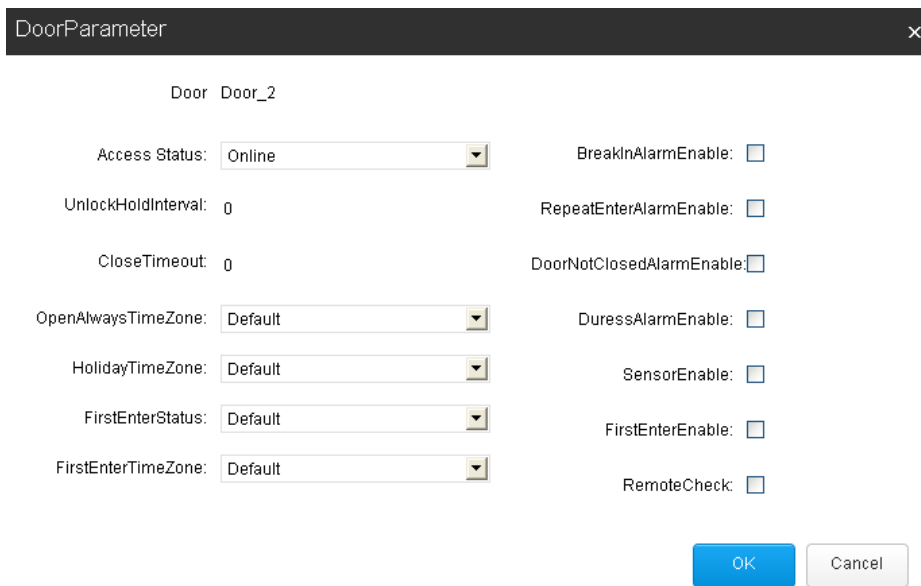 DoorParameter
Door Door_2
Access Status: Online
BreakInAlarmEnable:
UnlockHoldInterval: 0
RepeatEnterAlarmEnable:
CloseTimeout: 0
DoorNotClosedAlarmEnable:
OpenAlwaysTimeZone: Default
DuressAlarmEnable:
HolidayTimeZone: Default
SensorEnable:
FirstEnterStatus: Default
FirstEnterEnable:
FirstEnterTimeZone: Default
RemoteCheck:
OK Cancel